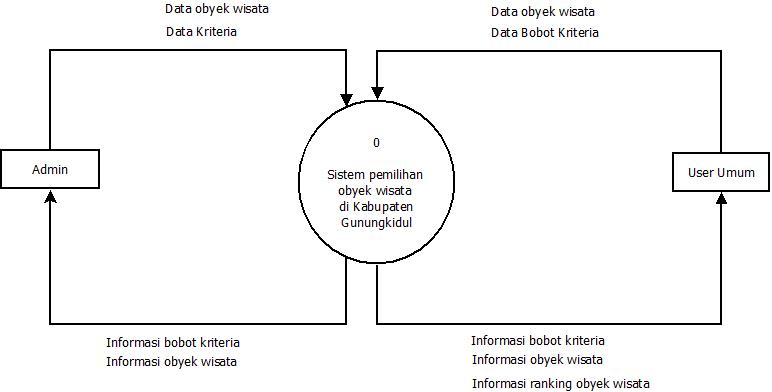 Data obyek wisata
Data Kriteria
Data obyek wisata
Data Bobot Kriteria
0
Admin
Sistem pemilihan
obyek wisata
di Kabupaten
Gunungkidul
User Umum
Informasi bobot kriteria
Informasi obyek wisata
Informasi bobot kriteria
Informasi obyek wisata
Informasi ranking obyek wisata